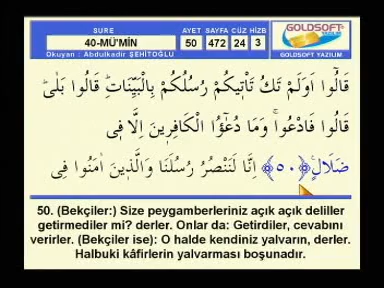 SURE AYET SAYFA CÜZ HİZB
40-MÜ'MİN 50 472 24 3
Okuyan : Abdulkadir ŞEHİTOĞLU
GOLDSOFT
GOLDSOFT YAZILIM
قَالُٓوا اَوَلَمْ تَكُ تَأْتٖيكُمْ رُسُلُكُمْ بِالْبَيِّنَاتِؕ قَالُوا بَلٰىؕ
قَالُوا فَادْعُواۚ وَمَا دُعٰٓؤُا الْكَافِرٖينَ اِلَّا فٖى
ضَلَالٍ ﴿٥٠﴾ اِنَّا لَنَنْصُرُ رُسُلَنَا وَالَّذٖينَ اٰمَنُوا فِى
50. (Bekçiler:) Size peygamberleriniz açık açık deliller
getirmediler mi? derler. Onlar da: Getirdiler, cevabını
verirler. (Bekçiler ise): O halde kendiniz yalvarın, derler.
Halbuki kâfirlerin yalvarması boşunadır.